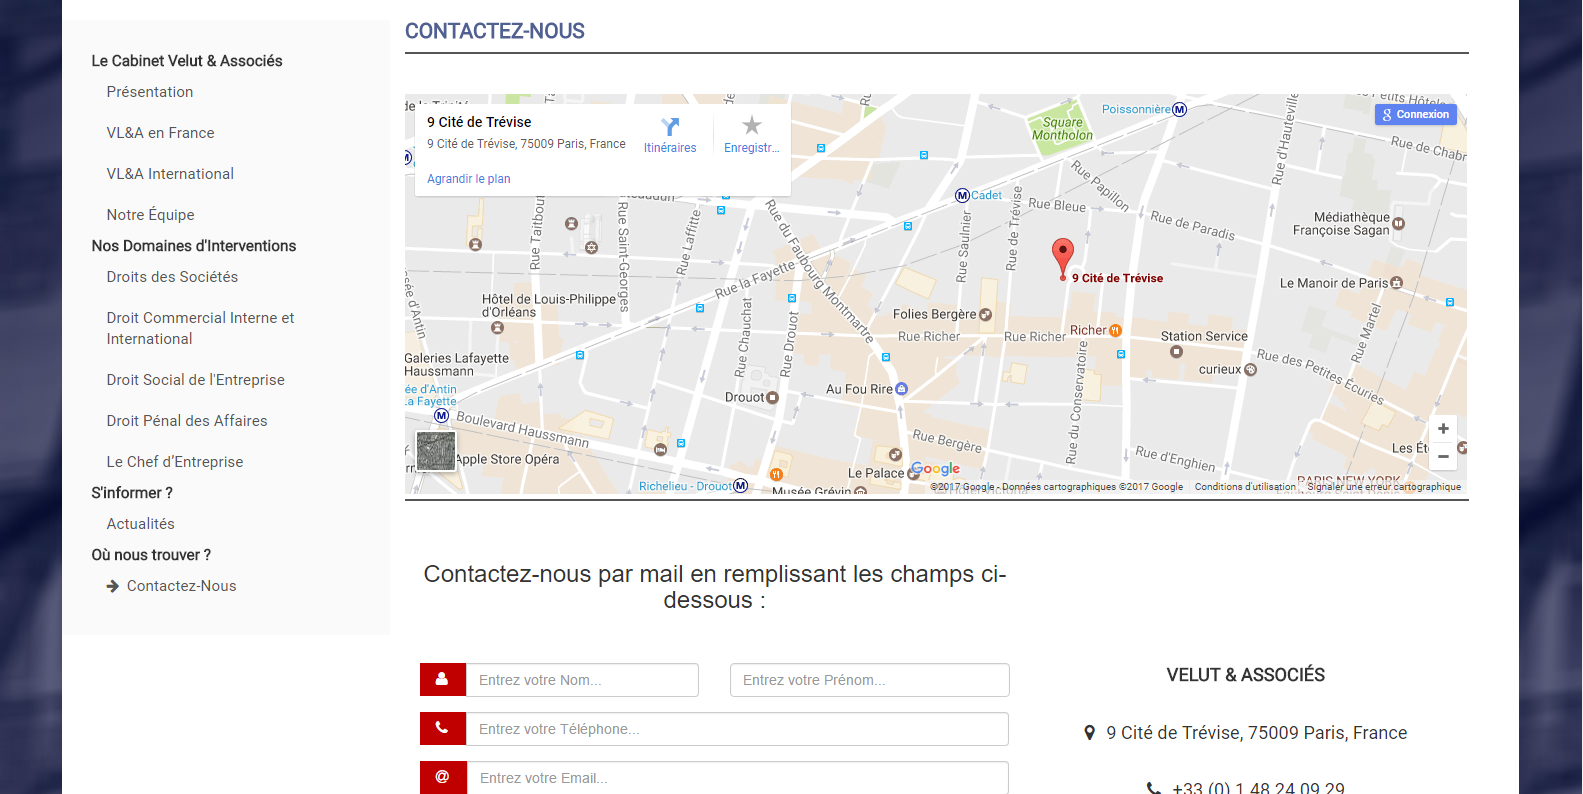 CONTACTEZ-NOUS
Le Cabinet Velut & Associés
Présentation
VL&A en France
VL&A International
Notre Équipe
Nos Domaines d'Interventions
Droits des Sociétés
Droit Commercial Interne et
International
Droit Social de l'Entreprise
Droit Pénal des Affaires
Le Chef d’Entreprise
S'informer ?
Actualités
Où nous trouver ?
Contactez-Nous
9 Cité de Trévise
9 Cité de Trévise, 75009 Paris, France
Agrandir le plan
Itinéraires
Enregistr...
Connexion
Poissonnière
Square
Montholon
Rue d'Hauteville
Rue de Chabr
Cadet
Rue Papillon
Rue Bleue
Rue de Paradis
Médiathèque
Françoise Sagan
Rue Taitbout
Rue Saint-Georges
Rue Laffitte
Rue du Faubourg Montmartre
Rue Saulnier
Rue de Trévise
9 Cité de Trévise
Rue la Fayette
Le Manoir de Paris
Hôtel de Louis-Philippe
d'Orléans
Folies Bergère
Rue Chauchat
Rue Drouot
Rue Richer
Rue Richer
Richer
Station Service
Rue Martel
Galeries Lafayette
Haussmann
Rue des Petites Écuries
curieux
ée d'Antin
La Fayette
Au Fou Rire
Drouot
Rue du Conservatoire
Boulevard Haussmann
Rue Bergère
Rue d'Enghien
Les Ét
Apple Store Opéra
Le Palace
Google
Richelieu - Drouot
Musée Grévin
©2017 Google - Données cartographiques ©2017 Google
Conditions d'utilisation
Signaler une erreur cartographique
Contactez-nous par mail en remplissant les champs ci-
dessous :
Entrez votre Nom...
Entrez votre Prénom...
Entrez votre Téléphone...
Entrez votre Email...
VELUT & ASSOCIÉS
9 Cité de Trévise, 75009 Paris, France
+33 (0) 1 48 24 09 29